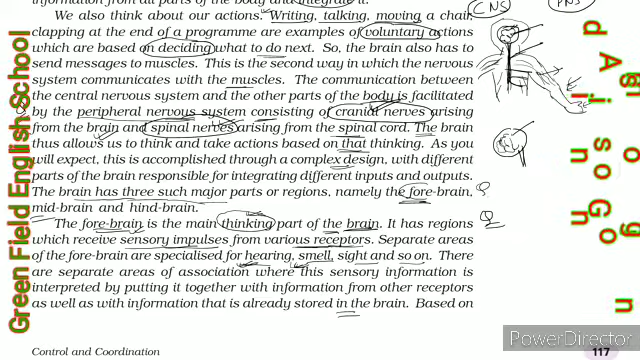 information from all parts of the body and integrate it.
We also think about our actions. Writing, talking, moving a chair,
clapping at the end of a programme are examples of voluntary actions
which are based on deciding what to do next. So, the brain also has to
send messages to muscles. This is the second way in which the nervous
system communicates with the muscles. The communication between
the central nervous system and the other parts of the body is facilitated
by the peripheral nervous system consisting of cranial nerves arising
from the brain and spinal nerves arising from the spinal cord. The brain
thus allows us to think and take actions based on that thinking. As you
will expect, this is accomplished through a complex design, with different
parts of the brain responsible for integrating different inputs and outputs.
The brain has three such major parts or regions, namely the fore-brain,
mid-brain and hind-brain.
The fore-brain is the main thinking part of the brain. It has regions
which receive sensory impulses from various receptors. Separate areas
of the fore-brain are specialised for hearing, smell, sight and so on. There
are separate areas of association where this sensory information is
interpreted by putting it together with information from other receptors
as well as with information that is already stored in the brain. Based on
Control and Coordination
117
Green Field English School
CNS
PNS
PowerDirector